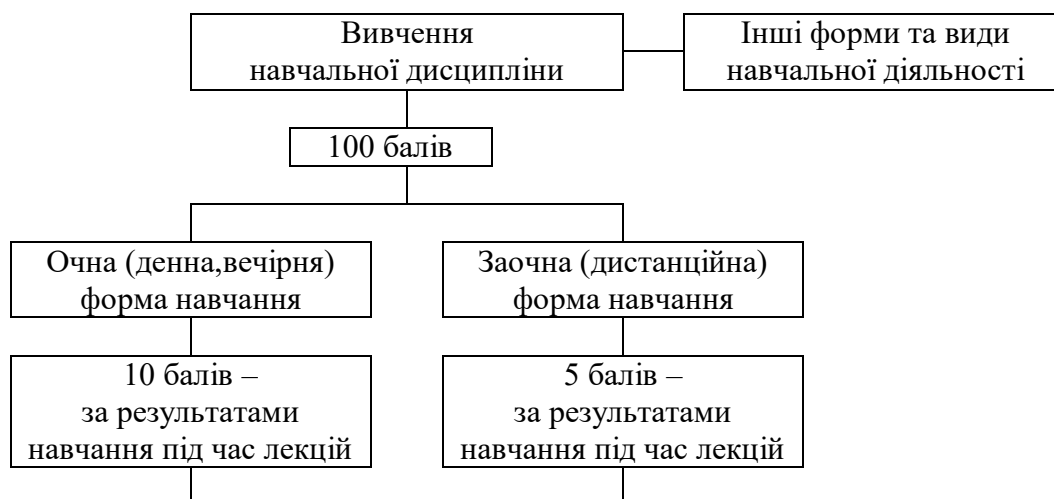 Вивчення
навчальної дисципліни
Інші форми та види
навчальної діяльності
100 балів
Очна (денна,вечірня)
форма навчання
Заочна (дистанційна)
форма навчання
10 балів –
за результатами
навчання під час лекцій
5 балів –
за результатами
навчання під час лекцій